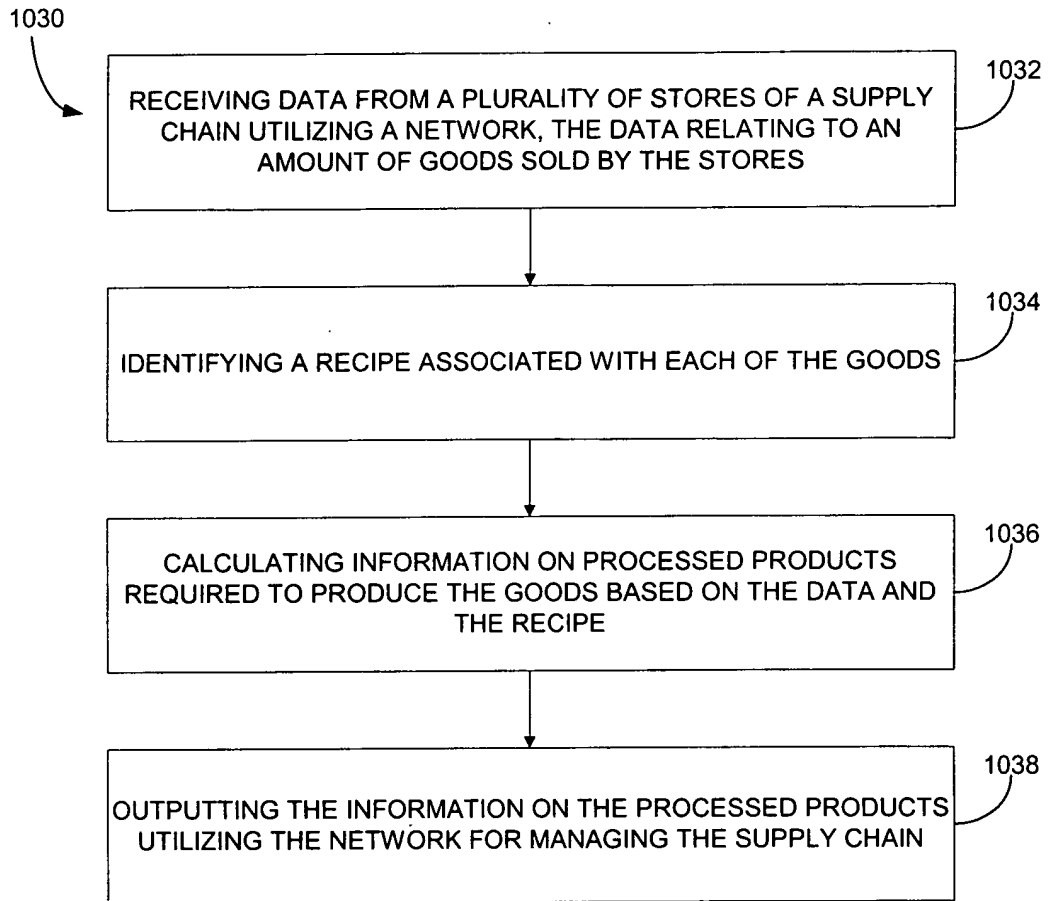 1030
1032
RECEIVING DATA FROM A PLURALITY OF STORES OF A SUPPLY
CHAIN UTILIZING A NETWORK, THE DATA RELATING TO AN
AMOUNT OF GOODS SOLD BY THE STORES
1034
IDENTIFYING A RECIPE ASSOCIATED WITH EACH OF THE GOODS
1036
CALCULATING INFORMATION ON PROCESSED PRODUCTS
REQUIRED TO PRODUCE THE GOODS BASED ON THE DATA AND
THE RECIPE
1038
OUTPUTTING THE INFORMATION ON THE PROCESSED PRODUCTS
UTILIZING THE NETWORK FOR MANAGING THE SUPPLY CHAIN